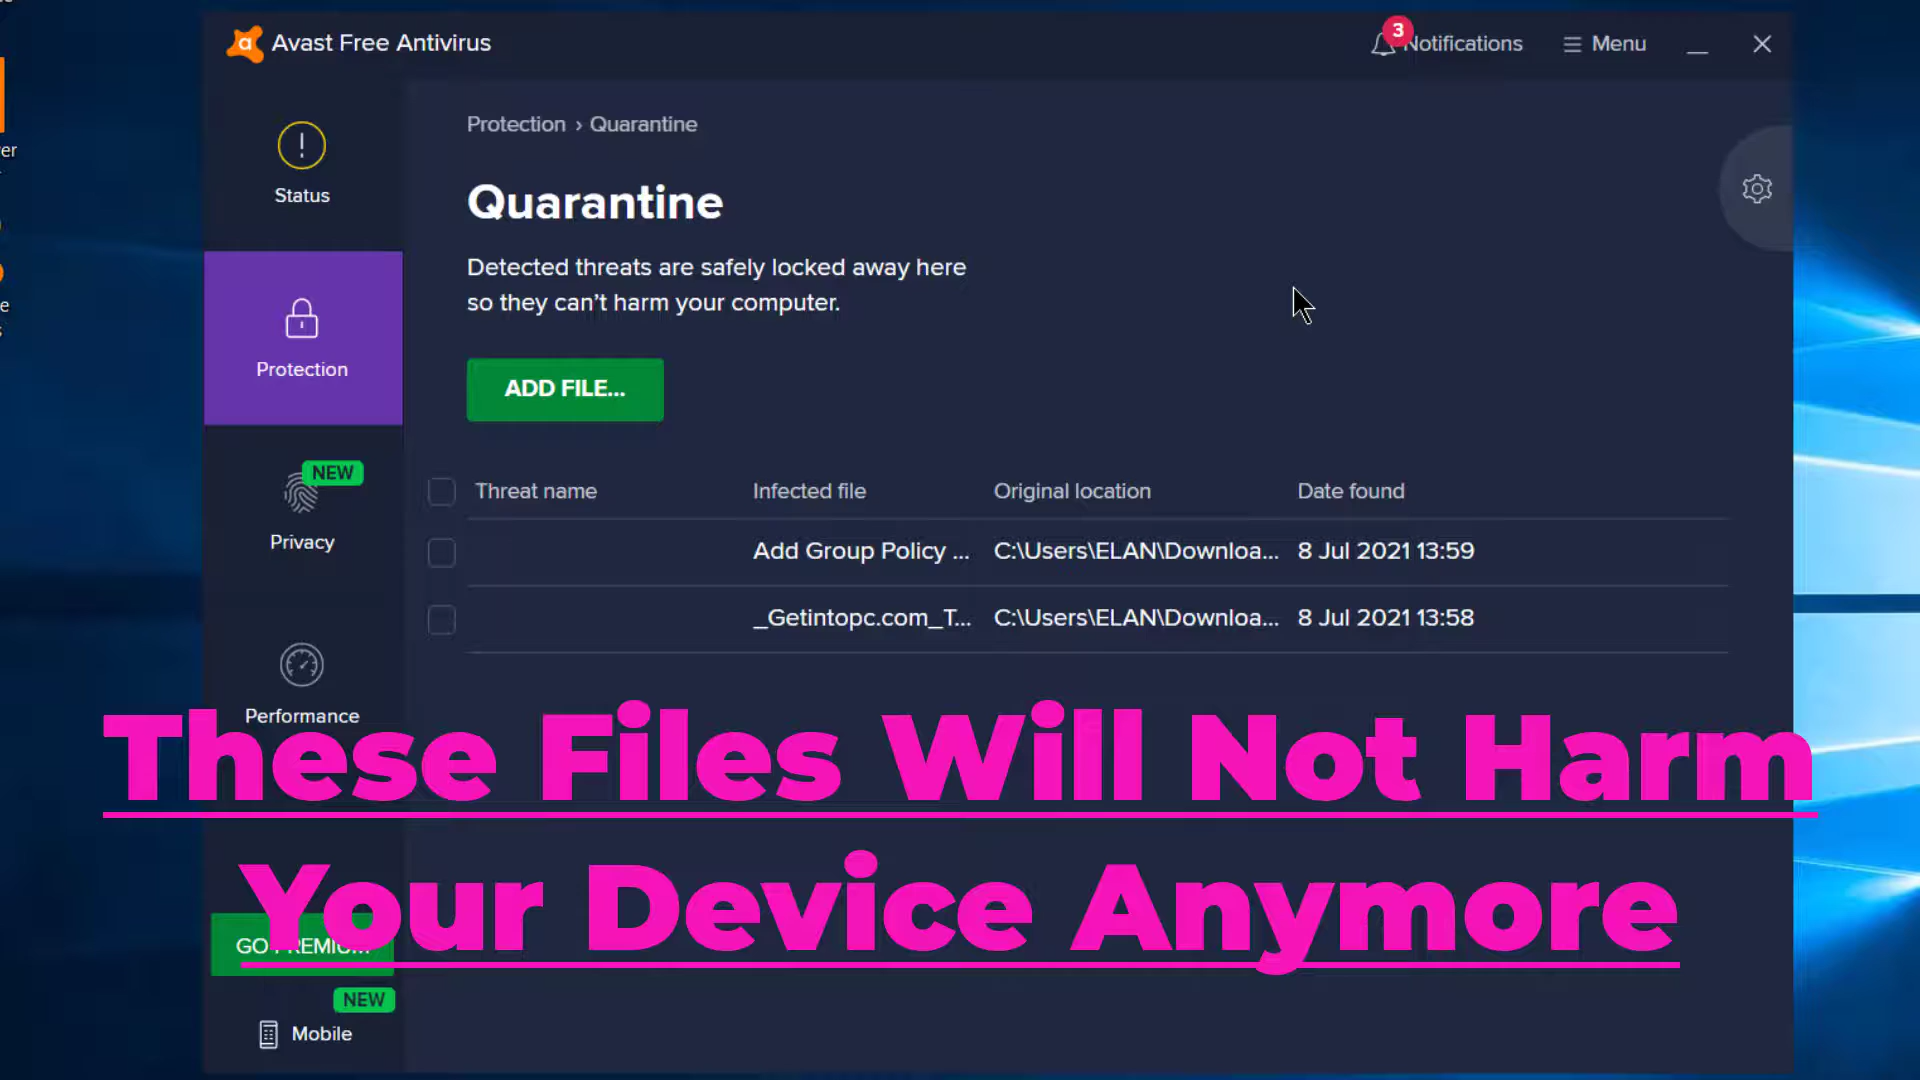 Avast Free Antivirus
3
Notifications
Menu
Status
Protection
NEW
Privacy
Performance
GO PREMIUM
NEW
Mobile
Protection › Quarantine
Quarantine
Detected threats are safely locked away here
so they can't harm your computer.
ADD FILE...
Threat name Infected file Original location Date found
Add Group Policy ... C:\Users\ELAN\Downloa... 8 Jul 2021 13:59
_Getintopc.com_T... C:\Users\ELAN\Downloa... 8 Jul 2021 13:58
These Files Will Not Harm
Your Device Anymore